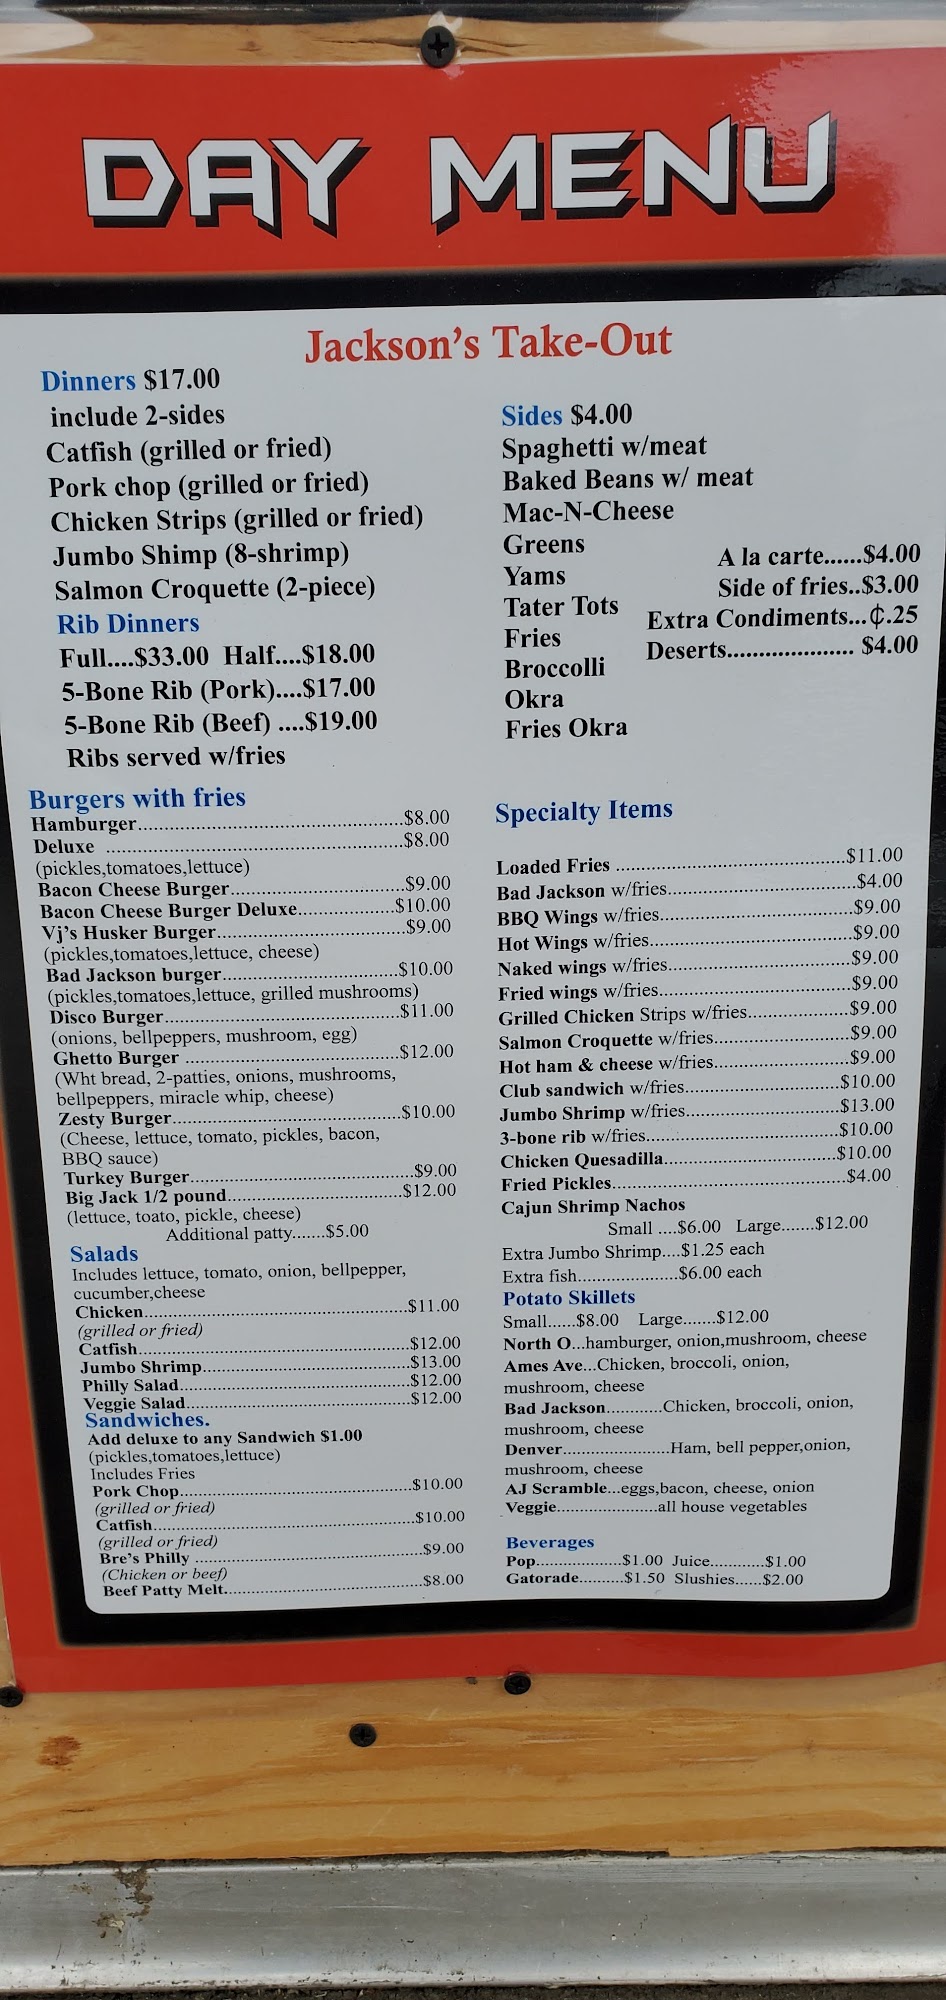 DAY MENU
Jackson's Take-Out
Dinners $17.00
include 2-sides
Catfish (grilled or fried)
Pork chop (grilled or fried)
Chicken Strips (grilled or fried)
Jumbo Shimp (8-shrimp)
Salmon Croquette (2-piece)
Rib Dinners
Full....$33.00 Half....$18.00
5-Bone Rib (Pork)....$17.00
5-Bone Rib (Beef) ....$19.00
Ribs served w/fries
Sides $4.00
Spaghetti w/meat
Baked Beans w/ meat
Mac-N-Cheese
Greens
Yams
Tater Tots
Fries
Broccolli
Okra
Fries Okra
A la carte......$4.00
Side of fries..$3.00
Extra Condiments...₵.25
Deserts.................... $4.00
Burgers with fries
Hamburger..........$8.00
Deluxe ..........$8.00
(pickles,tomatoes,lettuce)
Bacon Cheese Burger..........$9.00
Bacon Cheese Burger Deluxe..........$10.00
Vj's Husker Burger..........$9.00
(pickles,tomatoes,lettuce, cheese)
Bad Jackson burger..........$10.00
(pickles,tomatoes,lettuce, grilled mushrooms)
Disco Burger..........$11.00
(onions, bellpeppers, mushroom, egg)
Ghetto Burger ..........$12.00
(Wht bread, 2-patties, onions, mushrooms,
bellpeppers, miracle whip, cheese)
Zesty Burger..........$10.00
(Cheese, lettuce, tomato, pickles, bacon,
BBQ sauce)
Turkey Burger..........$9.00
Big Jack 1/2 pound..........$12.00
(lettuce, toato, pickle, cheese)
Additional patty.......$5.00
Salads
Includes lettuce, tomato, onion, bellpepper,
cucumber,cheese
Chicken..........$11.00
(grilled or fried)
Catfish..........$12.00
Jumbo Shrimp..........$13.00
Philly Salad..........$12.00
Veggie Salad..........$12.00
Sandwiches.
Add deluxe to any Sandwich $1.00
(pickles,tomatoes,lettuce)
Includes Fries
Pork Chop..........$10.00
(grilled or fried)
Catfish..........$10.00
(grilled or fried)
Bre's Philly ..........$9.00
(Chicken or beef)
Beef Patty Melt..........$8.00
Specialty Items
Loaded Fries ..........$11.00
Bad Jackson w/fries..........$4.00
BBQ Wings w/fries..........$9.00
Hot Wings w/fries..........$9.00
Naked wings w/fries..........$9.00
Fried wings w/fries..........$9.00
Grilled Chicken Strips w/fries..........$9.00
Salmon Croquette w/fries..........$9.00
Hot ham & cheese w/fries..........$9.00
Club sandwich w/fries..........$10.00
Jumbo Shrimp w/fries..........$13.00
3-bone rib w/fries..........$10.00
Chicken Quesadilla..........$10.00
Fried Pickles..........$4.00
Cajun Shrimp Nachos
Small ....$6.00 Large.......$12.00
Extra Jumbo Shrimp....$1.25 each
Extra fish......................$6.00 each
Potato Skillets
Small......$8.00 Large.......$12.00
North O...hamburger, onion,mushroom, cheese
Ames Ave...Chicken, broccoli, onion,
mushroom, cheese
Bad Jackson............Chicken, broccoli, onion,
mushroom, cheese
Denver.......................Ham, bell pepper,onion,
mushroom, cheese
AJ Scramble...eggs,bacon, cheese, onion
Veggie......................all house vegetables
Beverages
Pop...................$1.00 Juice............$1.00
Gatorade..........$1.50 Slushies......$2.00